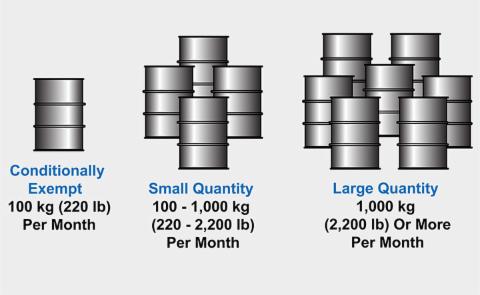 Conditionally
Exempt
100 kg (220 lb)
Per Month
Small Quantity
100 - 1,000 kg
(220 - 2,200 lb)
Per Month
Large Quantity
1,000 kg
(2,200 lb) Or More
Per Month